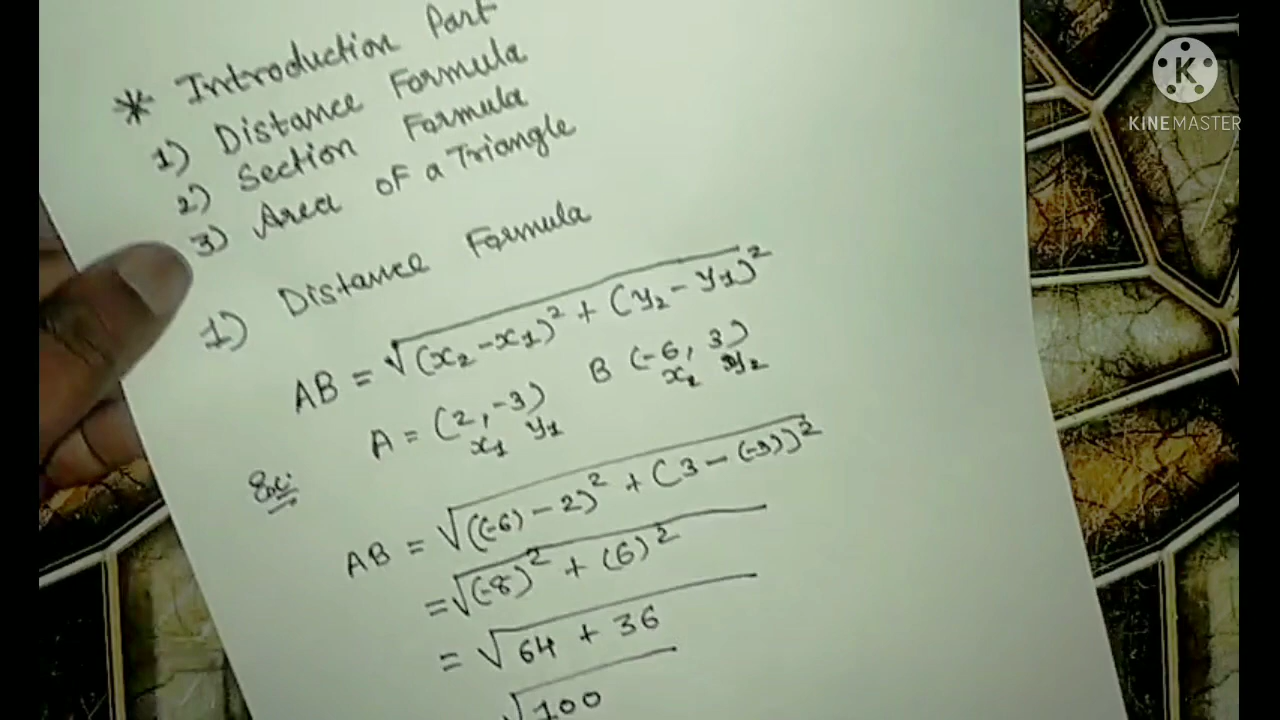 * Introduction Part
1) Distance Formula
2) Section Formula
3) Area of a Triangle
1) Distance Formula
AB = √(x₂-x₁)² + (y₂-y₁)²
A = (2, -3) B (-6, 3)
x₁ y₁ x₂ y₂
Ex:
AB = √((-6) - 2)² + (3 - (-3))²
= √(-8)² + (6)²
= √64 + 36
√100
K
KINEMASTER